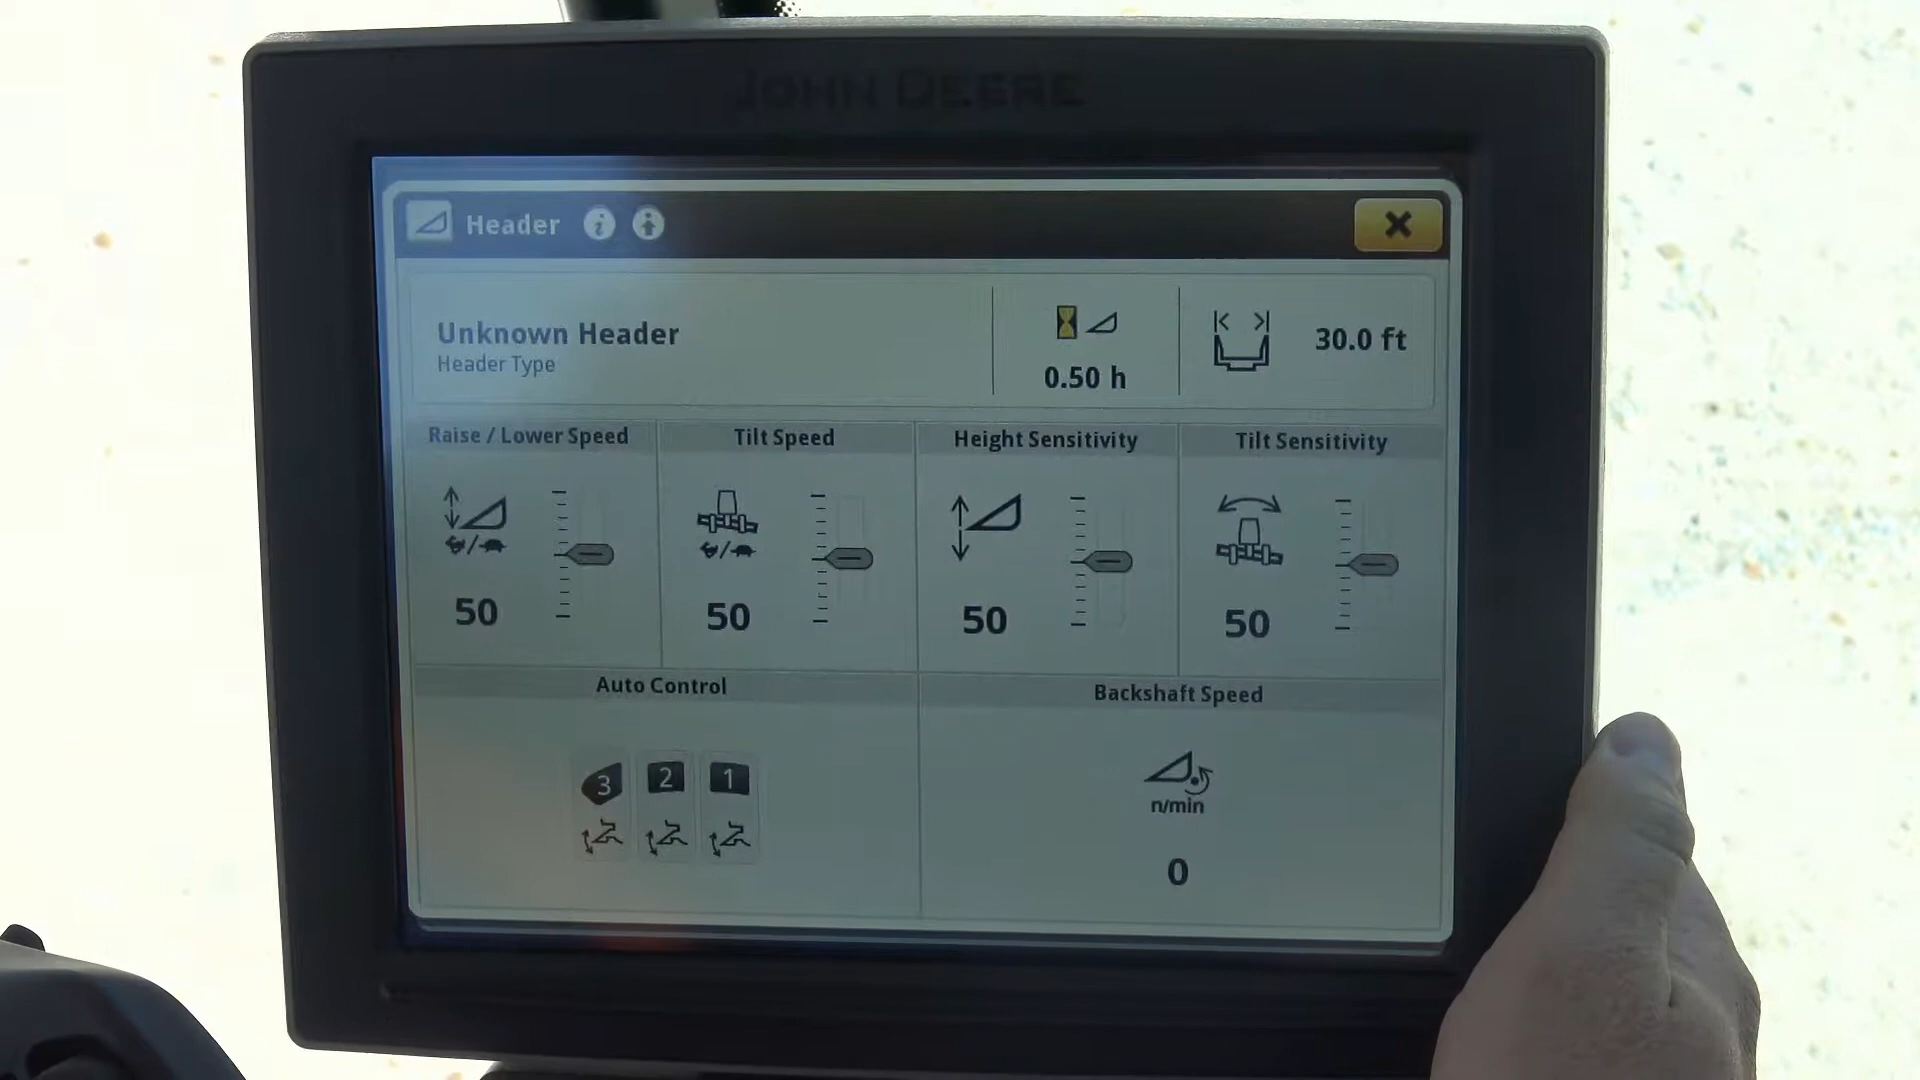 JOHN DEERE
Header
Unknown Header
Header Type
0.50 h
30.0 ft
Raise / Lower Speed
Tilt Speed
Height Sensitivity
Tilt Sensitivity
50
50
50
50
Auto Control
Backshaft Speed
3 2 1
n/min
0